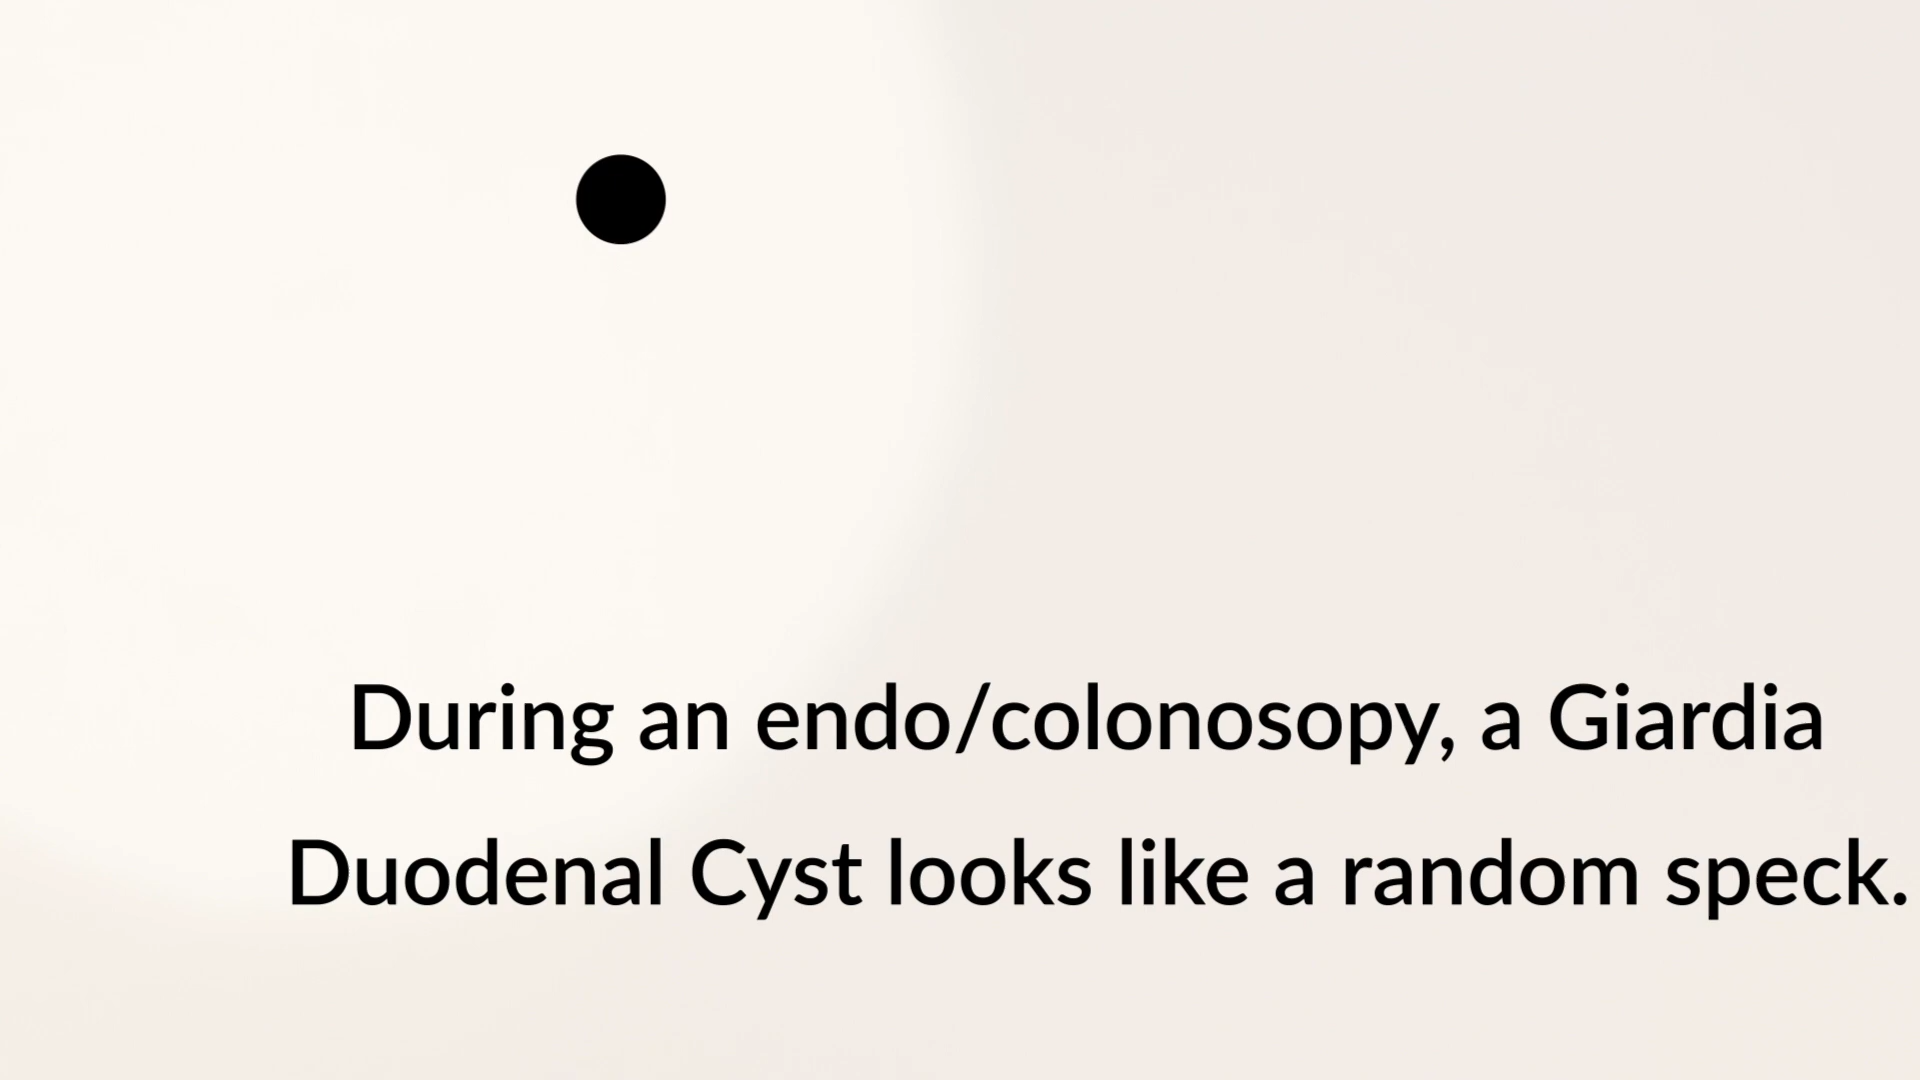 During an endo/colonosopy, a Giardia
Duodenal Cyst looks like a random speck.